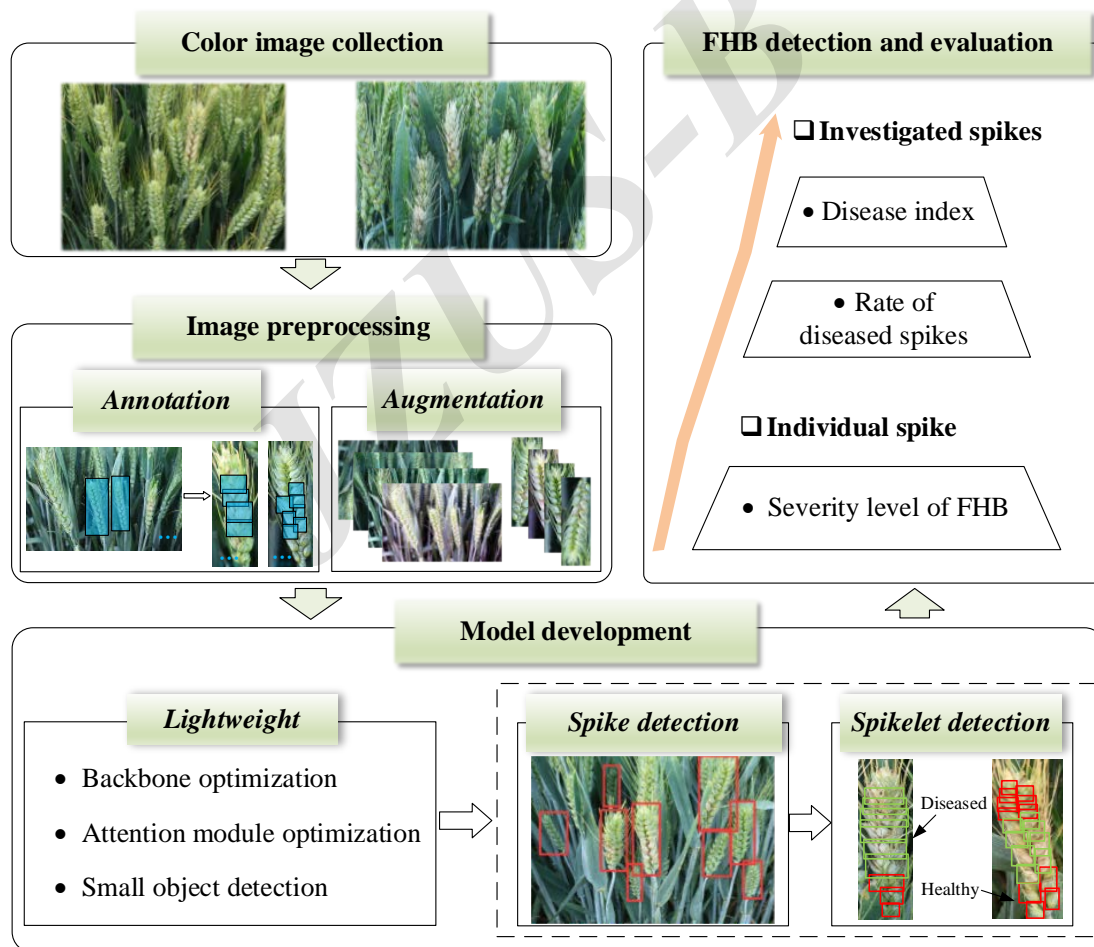 Color image collection
Image preprocessing
Annotation
Augmentation
...
...
...
FHB detection and evaluation
❑ Investigated spikes
• Disease index
• Rate of
diseased spikes
❑ Individual spike
• Severity level of FHB
Model development
Lightweight
• Backbone optimization
• Attention module optimization
• Small object detection
Spike detection
Spikelet detection
Diseased
Healthy
JZUS-B